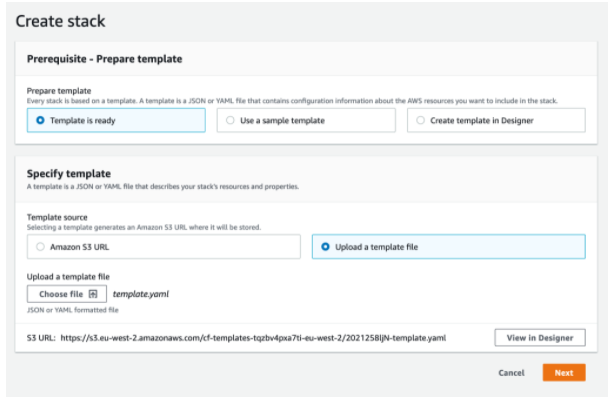 Create stack
Prerequisite - Prepare template
Prepare template
Every stack is based on a template. A template is a JSON or YAML file that contains configuration information about the AWS resources you want to include in the stack.
Template is ready
Use a sample template
Create template in Designer
Specify template
A template is a JSON or YAML file that describes your stack's resources and properties.
Template source
Selecting a template generates an Amazon S3 URL where it will be stored.
Amazon S3 URL
Upload a template file
Upload a template file
Choose file
template.yaml
JSON or YAML formatted file
S3 URL: https://s3.eu-west-2.amazonaws.com/cf-templates-tqzbv4pxa7ti-eu-west-2/2021258IjN-template.yaml
View in Designer
Cancel
Next